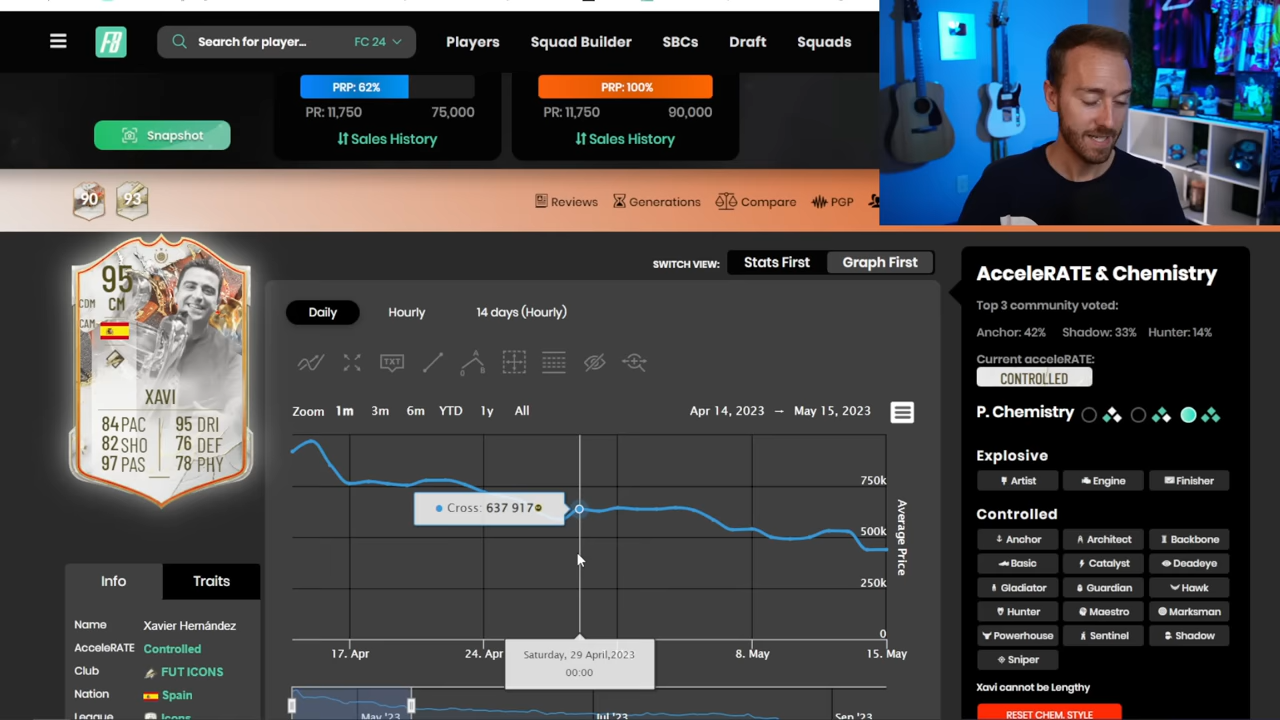 FB
Search for player...
FC 24
Players
Squad Builder
SBCs
Draft
Squads
PRP: 62%
PR: 11,750
75,000
Sales History
PRP: 100%
PR: 11,750
90,000
Sales History
Snapshot
90
93
Reviews
Generations
Compare
PGP
95
CM
CDM
CAM
XAVI
84 PAC
82 SHO
97 PAS
95 DRI
76 DEF
78 PHY
SWITCH VIEW:
Stats First
Graph First
Daily
Hourly
14 days (Hourly)
TXT
Zoom
1m
3m
6m
YTD
1y
All
Apr 14, 2023 → May 15, 2023
Cross: 637 917
750k
500k
250k
0
Average Price
17. Apr
24. Apr
8. May
15. May
Saturday, 29 April,2023
00:00
May '23
Jul '23
Sep '23
Info
Traits
Name
Xavier Hernández
AcceleRATE
Controlled
Club
FUT ICONS
Nation
Spain
League
Icons
AcceleRATE & Chemistry
Top 3 community voted:
Anchor: 42%
Shadow: 33%
Hunter: 14%
Current acceleRATE:
CONTROLLED
P. Chemistry
Explosive
Artist
Engine
Finisher
Controlled
Anchor
Architect
Backbone
Basic
Catalyst
Deadeye
Gladiator
Guardian
Hawk
Hunter
Maestro
Marksman
Powerhouse
Sentinel
Shadow
Sniper
Xavi cannot be Lengthy
RESET CHEM. STYLE